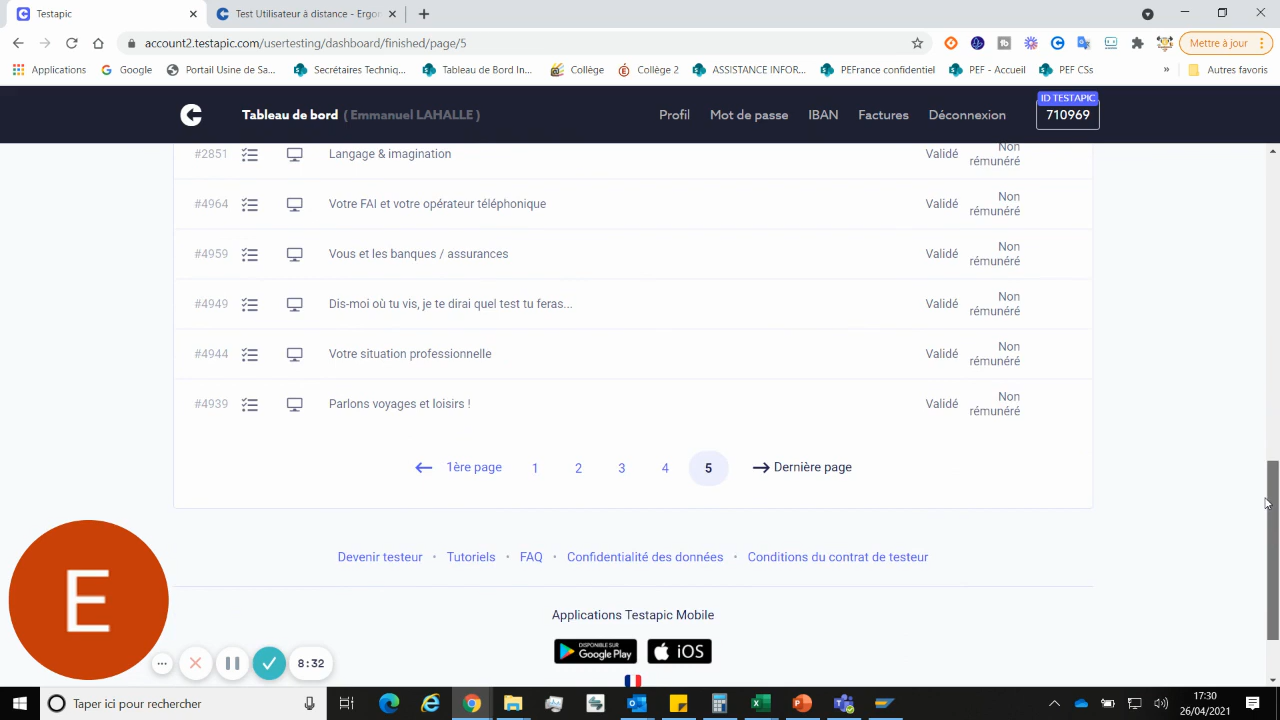 Testapic
Test Utilisateur à distance - Ergo
account2.testapic.com/usertesting/dashboard/finished/page/5
Mettre à jour
Applications
Google
Portail Usine de Sa...
Secrétaires Techniq...
Tableau de Bord In...
Collège
Collège 2
ASSISTANCE INFOR...
PEFrance confidentiel
PEF - Accueil
PEF CSs
»
Autres favoris
Tableau de bord ( Emmanuel LAHALLE )
Profil
Mot de passe
IBAN
Factures
Déconnexion
ID TESTAPIC
710969
#2851 Langage & imagination Validé Non
rémunéré
#4964 Votre FAI et votre opérateur téléphonique Validé Non
rémunéré
#4959 Vous et les banques / assurances Validé Non
rémunéré
#4949 Dis-moi où tu vis, je te dirai quel test tu feras... Validé Non
rémunéré
#4944 Votre situation professionnelle Validé Non
rémunéré
#4939 Parlons voyages et loisirs ! Validé Non
rémunéré
1ère page 1 2 3 4 5 Dernière page
Devenir testeur • Tutoriels • FAQ • Confidentialité des données • Conditions du contrat de testeur
Applications Testapic Mobile
DISPONIBLE SUR
Google Play
iOS
E
8:32
Taper ici pour rechercher
17:30
26/04/2021